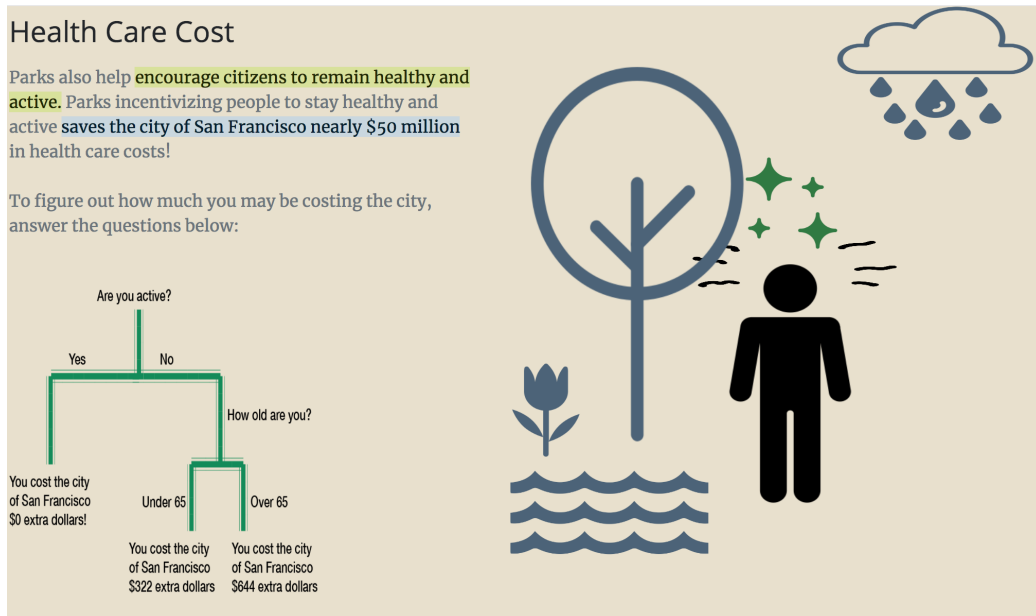 Health Care Cost
Parks also help encourage citizens to remain healthy and
active. Parks incentivizing people to stay healthy and
active saves the city of San Francisco nearly $50 million
in health care costs!
To figure out how much you may be costing the city,
answer the questions below:
Are you active?
Yes
No
How old are you?
You cost the city
of San Francisco
$0 extra dollars!
Under 65
Over 65
You cost the city
of San Francisco
$322 extra dollars
You cost the city
of San Francisco
$644 extra dollars